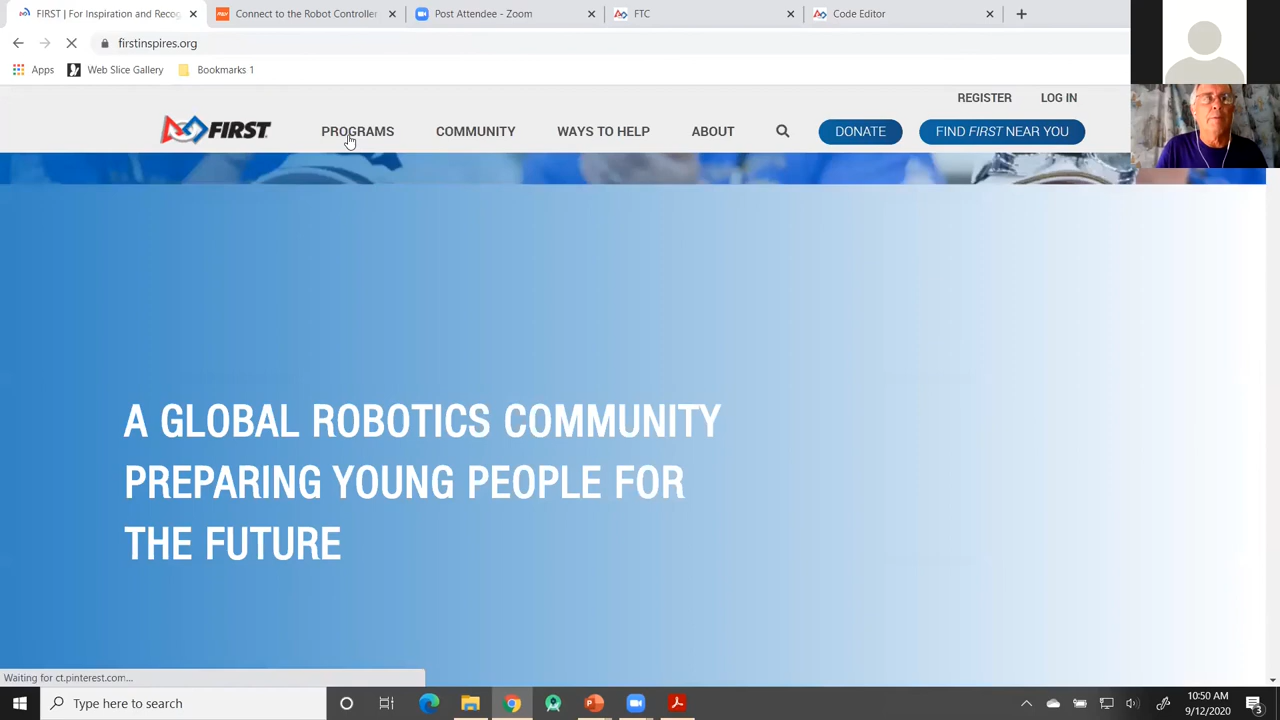 FIRST | For Inspiration and Recog
Connect to the Robot Controller
Post Attendee - Zoom
FTC
Code Editor
firstinspires.org
Apps
Web Slice Gallery
Bookmarks 1
REGISTER
LOG IN
FIRST
PROGRAMS
COMMUNITY
WAYS TO HELP
ABOUT
DONATE
FIND FIRST NEAR YOU
A GLOBAL ROBOTICS COMMUNITY
PREPARING YOUNG PEOPLE FOR
THE FUTURE
Waiting for ct.pinterest.com...
Type here to search
10:50 AM
9/12/2020
3